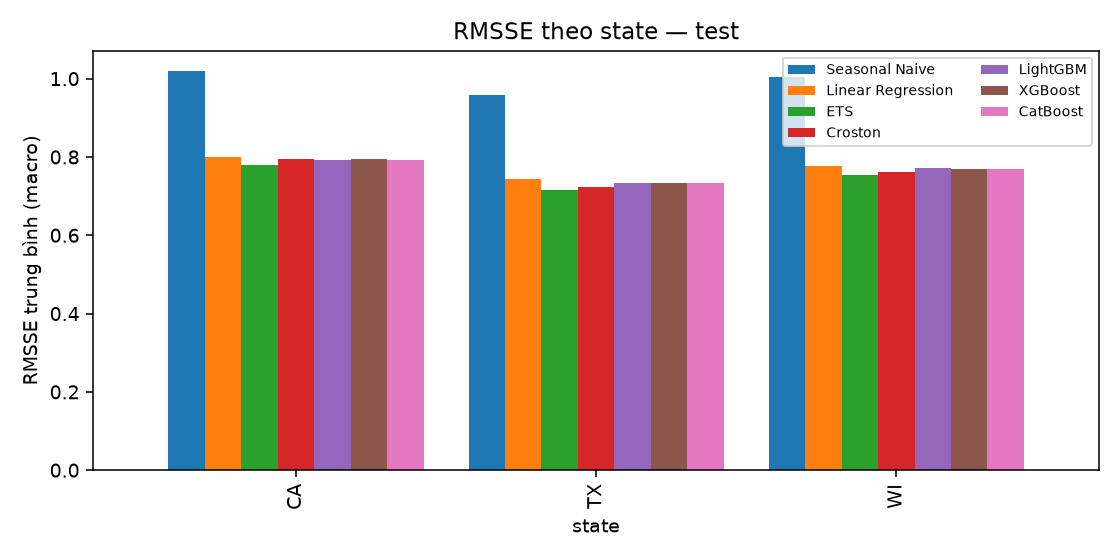 RMSSE theo state — test
RMSSE trung bình (macro)
1.0
0.8
0.6
0.4
0.2
0.0
Seasonal Naive
Linear Regression
ETS
Croston
LightGBM
XGBoost
CatBoost
CA
TX
WI
state